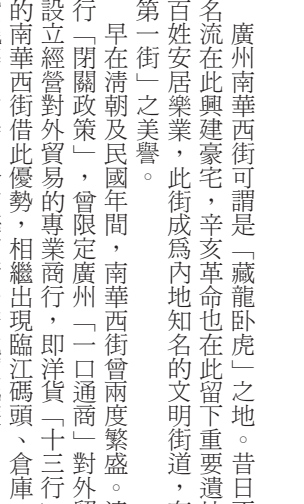 廣州南華西街可謂是「藏龍卧虎」之地。昔日
名流在此興建豪宅，辛亥革命也在此留下重要遺
百姓安居樂業，此街成爲内地知名的文明街道，
第一街」之美譽。
早在清朝及民國年間，南華西街曾兩度繁盛。
行「閉關政策」，曾限定廣州「一口通商」對外
設立經營對外貿易的專業商行，即洋貨「十三行
的南華西街借此優勢，相繼出現臨江碼頭、倉庫